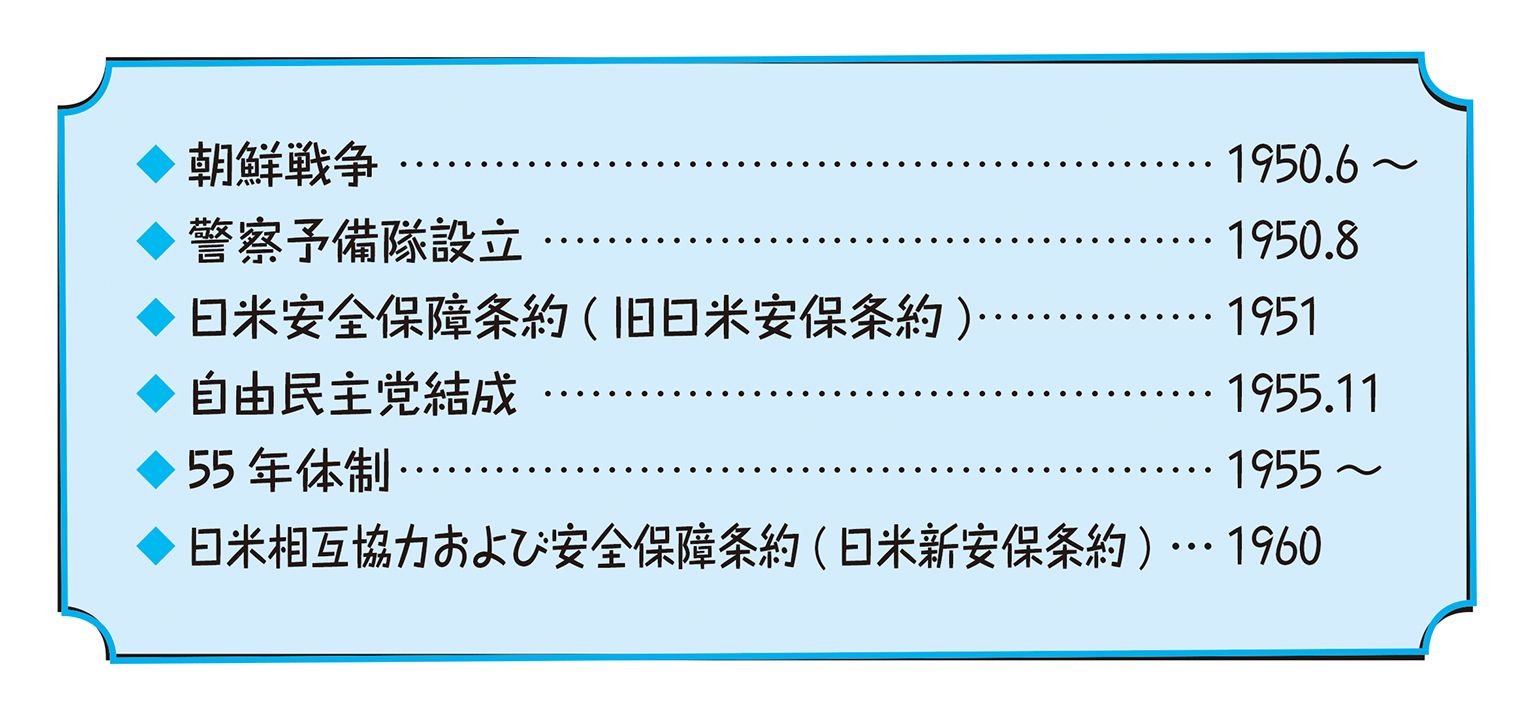 ◆ 朝鮮戦争 ………………………………………… 1950.6 ～
◆ 警察予備隊設立 ………………………………… 1950.8
◆ 日米安全保障条約 ( 旧日米安保条約 )…………… 1951
◆ 自由民主党結成 ………………………………… 1955.11
◆ 55 年体制………………………………………… 1955 ～
◆ 日米相互協力および安全保障条約 ( 日米新安保条約 ) … 1960